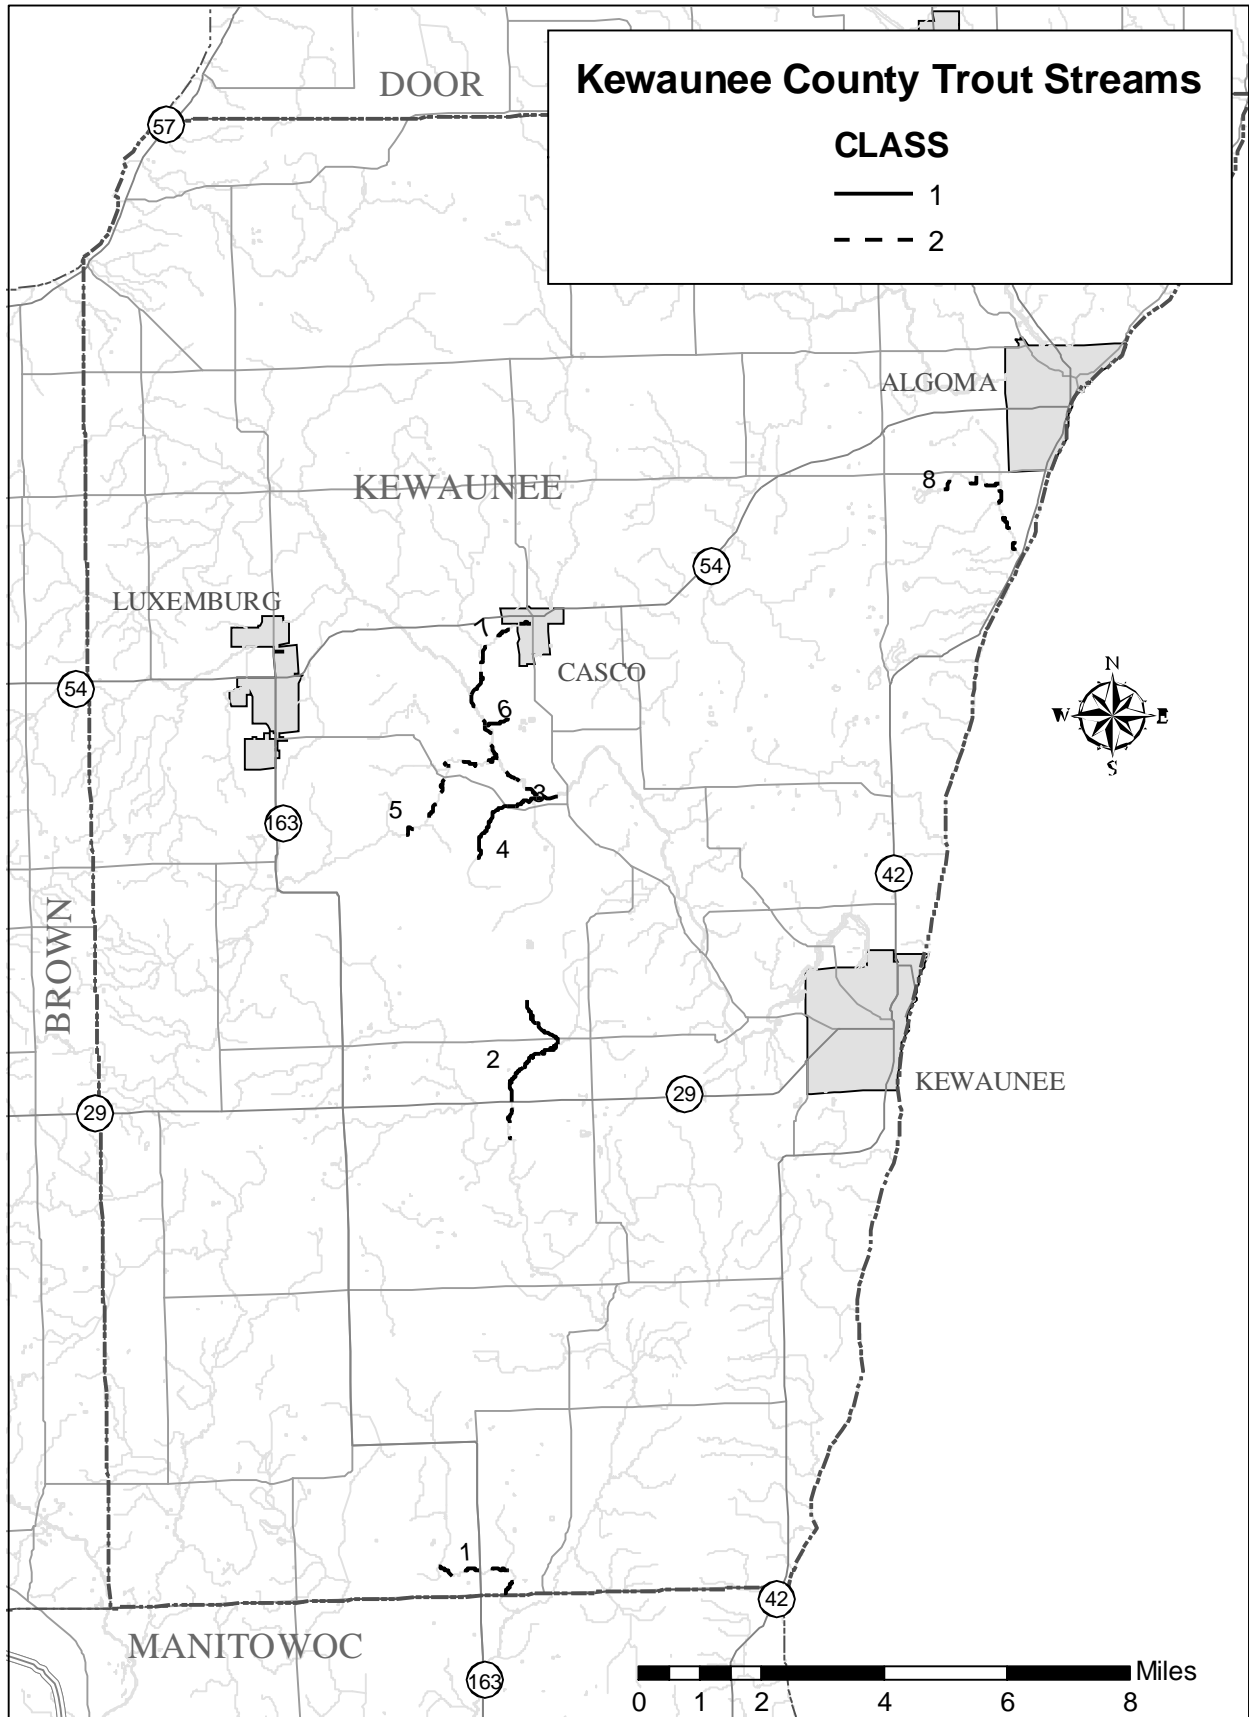 DOOR
Kewaunee County Trout Streams
CLASS
1
2
57
ALGOMA
KEWAUNEE
8
54
LUXEMBURG
CASCO
54
N
W E
S
6
3
5
163
4
42
BROWN
2
KEWAUNEE
29
29
1
42
MANITOWOC
163
Miles
0 1 2 4 6 8